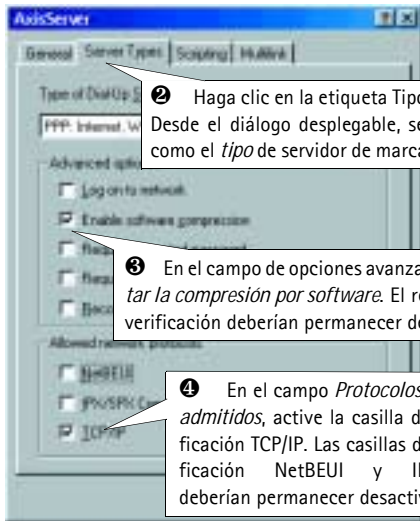 AxisServer
General Server Types Scripting Multilink
Type of Dial-Up
❷ Haga clic en la etiqueta Tipo
Desde el diálogo desplegable, se
como el tipo de servidor de marca
PPP: Internet, W
Advanced
Log on to network
Enable software compression
❸ En el campo de opciones avanza
tar la compresión por software. El re
verificación deberían permanecer de
Allowed network protocols
NetBEUI
IPX/SPX
TCP/IP
❹ En el campo Protocolos
admitidos, active la casilla d
ficación TCP/IP. Las casillas d
ficación NetBEUI y
deberían permanecer desactiv